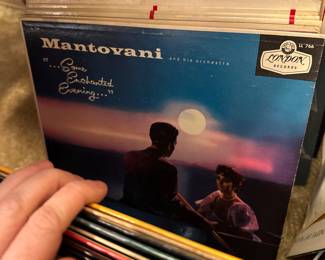 Mantovani and his orchestra
"...Some
Enchanted
Evening..."
LL 766
LONDON
RECORDS